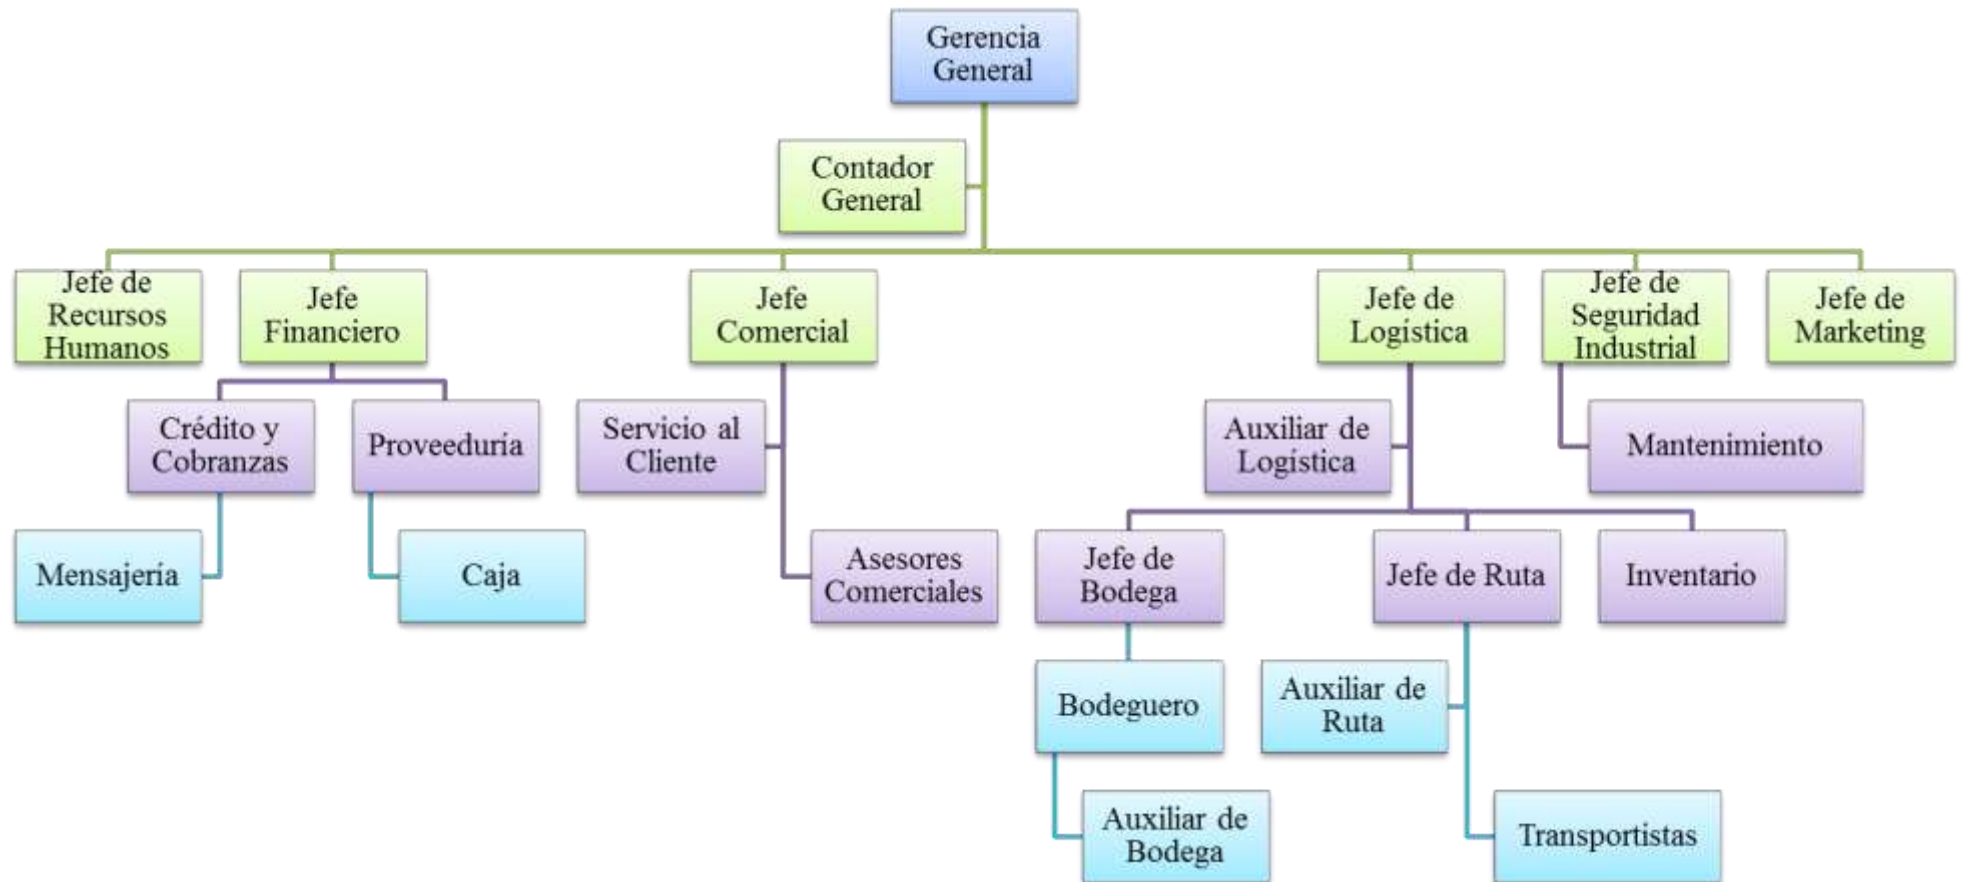 Gerencia
General
Contador
General
Jefe de
Recursos
Humanos
Jefe
Financiero
Jefe
Comercial
Jefe de
Logística
Jefe de
Seguridad
Industrial
Jefe de
Marketing
Crédito y
Cobranzas
Proveeduría
Servicio al
Cliente
Auxiliar de
Logística
Mantenimiento
Mensajería
Caja
Asesores
Comerciales
Jefe de
Bodega
Jefe de Ruta
Inventario
Bodeguero
Auxiliar de
Ruta
Auxiliar de
Bodega
Transportistas